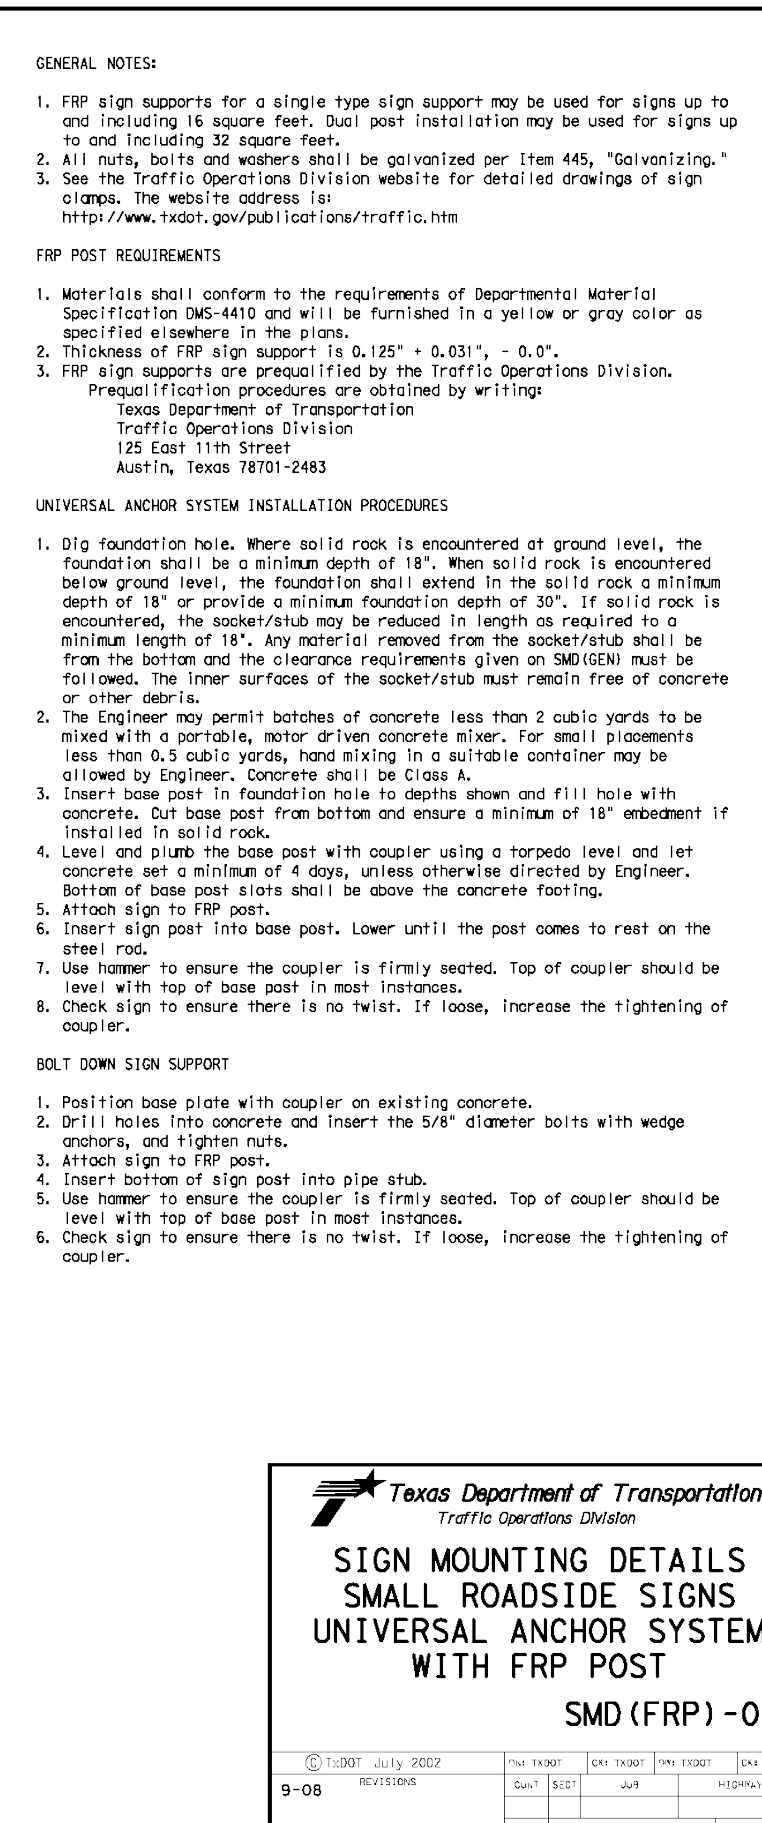 GENERAL NOTES:
1. FRP sign supports for a single type sign support may be used for signs up to
and including 16 square feet. Dual post installation may be used for signs up
to and including 32 square feet.
2. All nuts, bolts and washers shall be galvanized per Item 445, "Galvanizing."
3. See the Traffic Operations Division website for detailed drawings of sign
clamps. The website address is:
http://www.txdot.gov/publications/traffic.htm
FRP POST REQUIREMENTS
1. Materials shall conform to the requirements of Departmental Material
Specification DMS-4410 and will be furnished in a yellow or gray color as
specified elsewhere in the plans.
2. Thickness of FRP sign support is 0.125" + 0.031", - 0.0".
3. FRP sign supports are prequalified by the Traffic Operations Division.
Prequalification procedures are obtained by writing:
Texas Department of Transportation
Traffic Operations Division
125 East 11th Street
Austin, Texas 78701-2483
UNIVERSAL ANCHOR SYSTEM INSTALLATION PROCEDURES
1. Dig foundation hole. Where solid rock is encountered at ground level, the
foundation shall be a minimum depth of 18". When solid rock is encountered
below ground level, the foundation shall extend in the solid rock a minimum
depth of 18" or provide a minimum foundation depth of 30". If solid rock is
encountered, the socket/stub may be reduced in length as required to a
minimum length of 18". Any material removed from the socket/stub shall be
from the bottom and the clearance requirements given on SMD(GEN) must be
followed. The inner surfaces of the socket/stub must remain free of concrete
or other debris.
2. The Engineer may permit batches of concrete less than 2 cubic yards to be
mixed with a portable, motor driven concrete mixer. For small placements
less than 0.5 cubic yards, hand mixing in a suitable container may be
allowed by Engineer. Concrete shall be Class A.
3. Insert base post in foundation hole to depths shown and fill hole with
concrete. Cut base post from bottom and ensure a minimum of 18" embedment if
installed in solid rock.
4. Level and plumb the base post with coupler using a torpedo level and let
concrete set a minimum of 4 days, unless otherwise directed by Engineer.
Bottom of base post slots shall be above the concrete footing.
5. Attach sign to FRP post.
6. Insert sign post into base post. Lower until the post comes to rest on the
steel rod.
7. Use hammer to ensure the coupler is firmly seated. Top of coupler should be
level with top of base post in most instances.
8. Check sign to ensure there is no twist. If loose, increase the tightening of
coupler.
BOLT DOWN SIGN SUPPORT
1. Position base plate with coupler on existing concrete.
2. Drill holes into concrete and insert the 5/8" diameter bolts with wedge
anchors, and tighten nuts.
3. Attach sign to FRP post.
4. Insert bottom of sign post into pipe stub.
5. Use hammer to ensure the coupler is firmly seated. Top of coupler should be
level with top of base post in most instances.
6. Check sign to ensure there is no twist. If loose, increase the tightening of
coupler.
Texas Department of Transportation
Traffic Operations Division
SIGN MOUNTING DETAILS
SMALL ROADSIDE SIGNS
UNIVERSAL ANCHOR SYSTEM
WITH FRP POST
SMD(FRP)-0
© TxDOT July 2002 DN: TXDOT CK: TXDOT DW: TXDOT CK:
9-08 REVISIONS CONT SECT JOB HIGHWAY